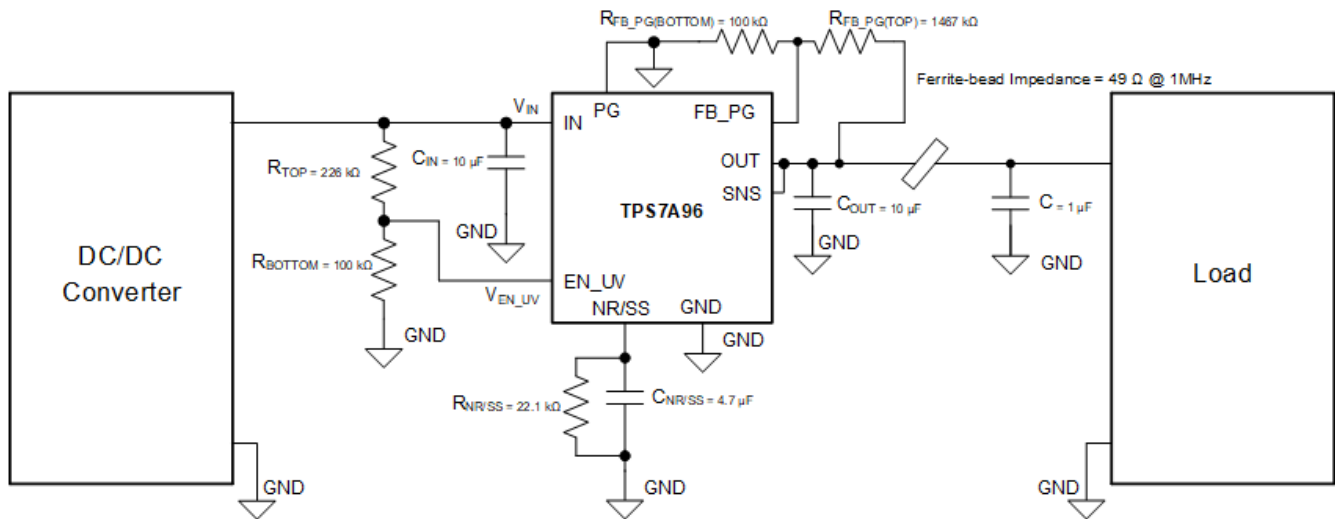 RFB_PG(BOTTOM) = 100 kΩ
RFB_PG(TOP) = 1467 kΩ
Ferrite-bead Impedance = 49 Ω @ 1MHz
VIN
IN
PG
FB_PG
RTOP = 226 kΩ
CIN = 10 µF
OUT
SNS
TPS7A96
COUT = 10 µF
C = 1 µF
GND
GND
GND
DC/DC
Converter
RBOTTOM = 100 kΩ
Load
VEN_UV
EN_UV
NR/SS
GND
GND
GND
RNR/SS = 22.1 kΩ
CNR/SS = 4.7 µF
GND
GND
GND